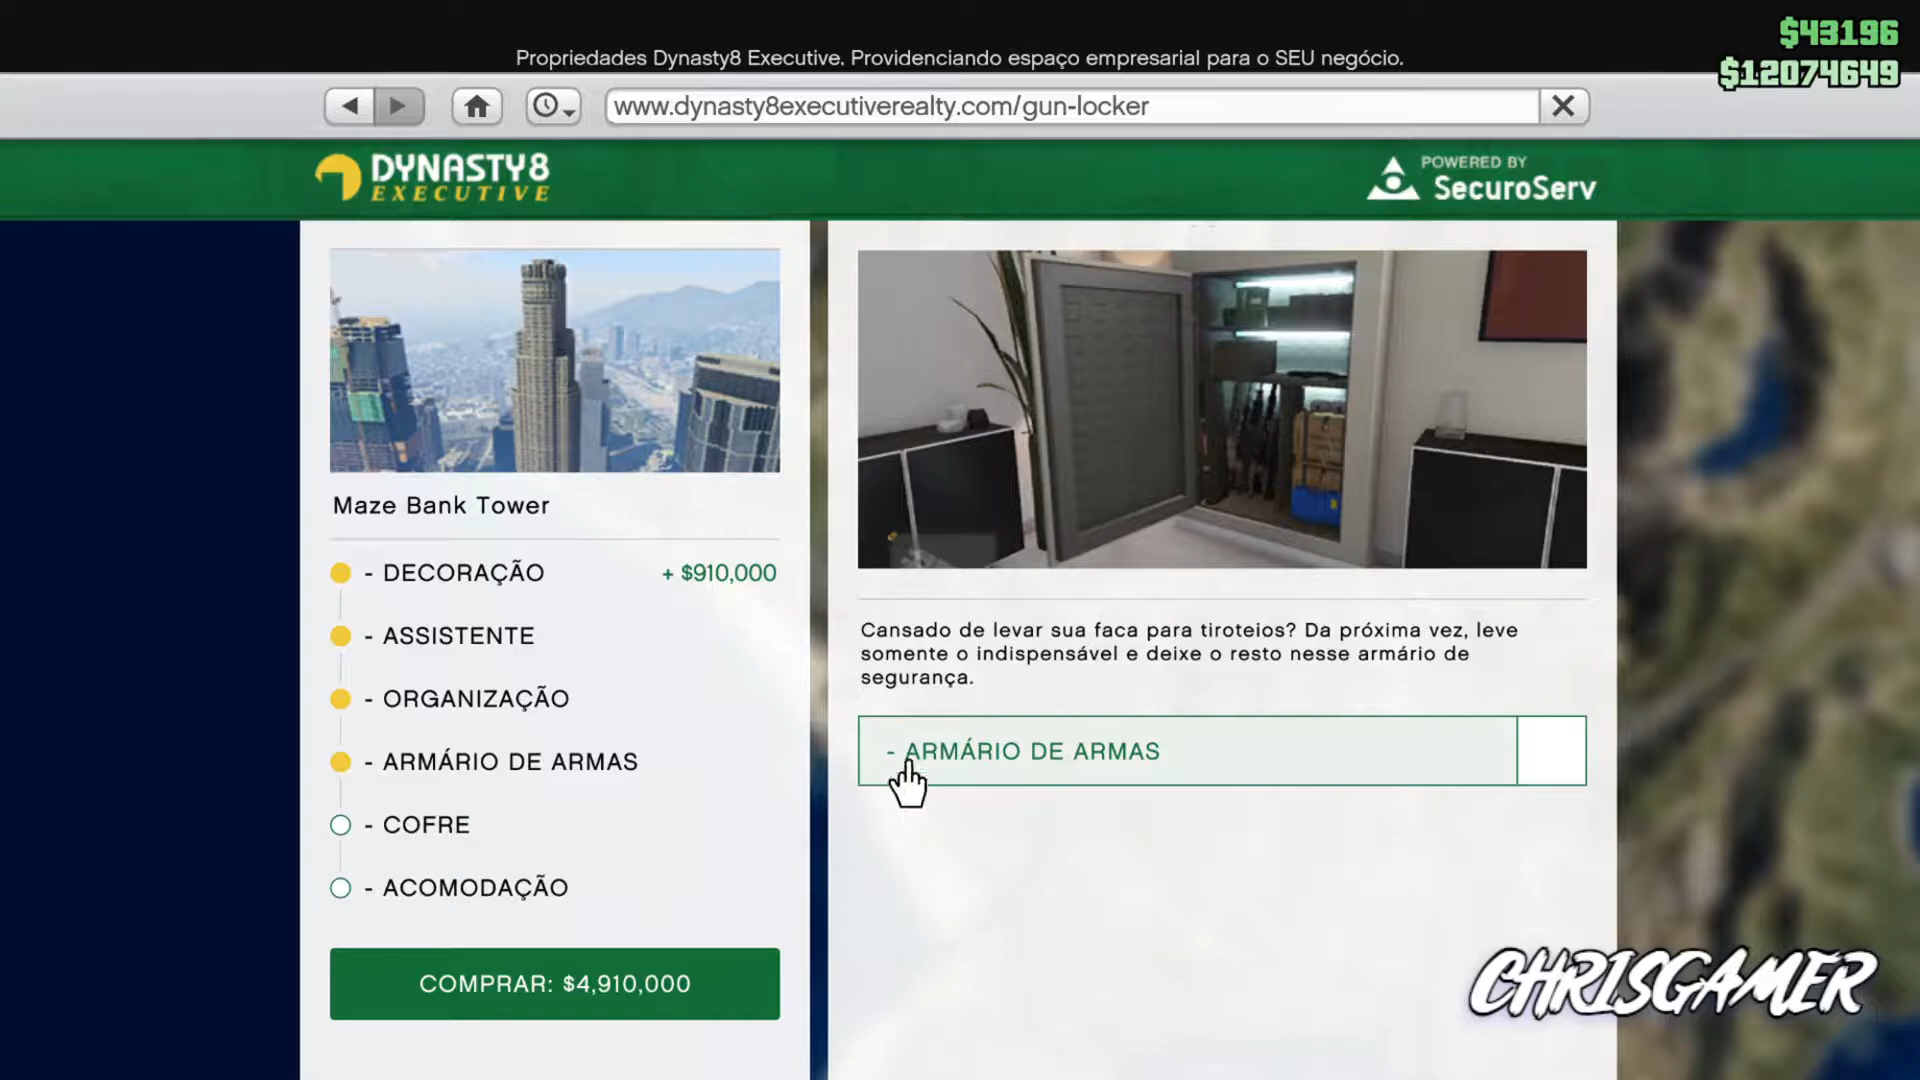 $43196
$12074649
Propriedades Dynasty8 Executive. Providenciando espaço empresarial para o SEU negócio.
www.dynasty8executiverealty.com/gun-locker
DYNASTY8
EXECUTIVE
POWERED BY
SecuroServ
Maze Bank Tower
- DECORAÇÃO + $910,000
- ASSISTENTE
- ORGANIZAÇÃO
- ARMÁRIO DE ARMAS
- COFRE
- ACOMODAÇÃO
COMPRAR: $4,910,000
Cansado de levar sua faca para tiroteios? Da próxima vez, leve
somente o indispensável e deixe o resto nesse armário de
segurança.
- ARMÁRIO DE ARMAS
CHRISGAMER